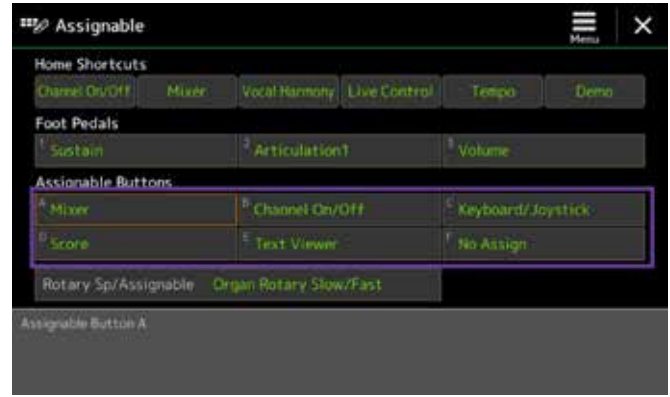 Assignable
Menu
Home Shortcuts
Channel On/Off Mixer Vocal Harmony Live Control Tempo Demo
Foot Pedals
1 Sustain 2 Articulation1 3 Volume
Assignable Buttons
A Mixer B Channel On/Off C Keyboard/Joystick
D Score E Text Viewer F No Assign
Rotary Sp/Assignable Organ Rotary Slow/Fast
Assignable Button A